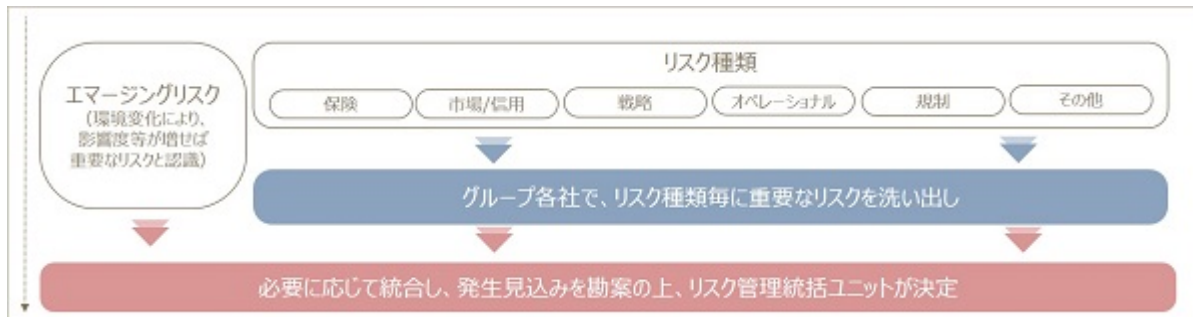 リスク種類
エマージングリスク
(環境変化により、
影響度等が増せば
重要なリスクと認識)
保険
市場/信用
戦略
オペレーショナル
規制
その他
グループ各社で、リスク種類毎に重要なリスクを洗い出し
必要に応じて統合し、発生見込みを勘案の上、リスク管理統括ユニットが決定